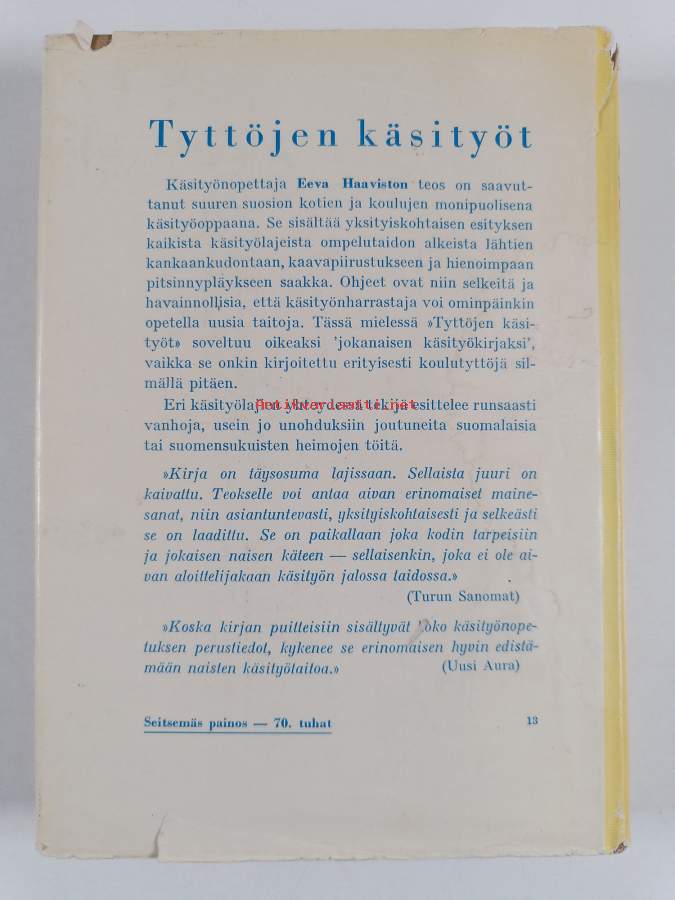 Tyttöjen käsityöt
Käsityönopettaja Eeva Haaviston teos on saavut-
tanut suuren suosion kotien ja koulujen monipuolisena
käsityöoppaana. Se sisältää yksityiskohtaisen esityksen
kaikista käsityölajeista ompelutaidon alkeista lähtien
kankaankudontaan, kaavapiirustukseen ja hienoimpaan
pitsinnypläykseen saakka. Ohjeet ovat niin selkeitä ja
havainnollisia, että käsityönharrastaja voi ominpäinkin
opetella uusia taitoja. Tässä mielessä »Tyttöjen käsi-
työt» soveltuu oikeaksi 'jokanaisen käsityökirjaksi',
vaikka se onkin kirjoitettu erityisesti koulutyttöjä sil-
mällä pitäen.
Eri käsityölajien yhteydessä tekijä esittelee runsaasti
vanhoja, usein jo unohduksiin joutuneita suomalaisia
tai suomensukuisten heimojen töitä.
»Kirja on täysosuma lajissaan. Sellaista juuri on
kaivattu. Teokselle voi antaa aivan erinomaiset maine-
sanat, niin asiantuntevasti, yksityiskohtaisesti ja selkeästi
se on laadittu. Se on paikallaan joka kodin tarpeisiin
ja jokaisen naisen käteen — sellaisenkin, joka ei ole ai-
van aloittelijakaan käsityön jalossa taidossa.»
(Turun Sanomat)
»Koska kirjan puitteisiin sisältyvät koko käsityönope-
tuksen perustiedot, kykenee se erinomaisen hyvin edistä-
mään naisten käsityötaitoa.» (Uusi Aura)
Seitsemäs painos — 70. tuhat 13